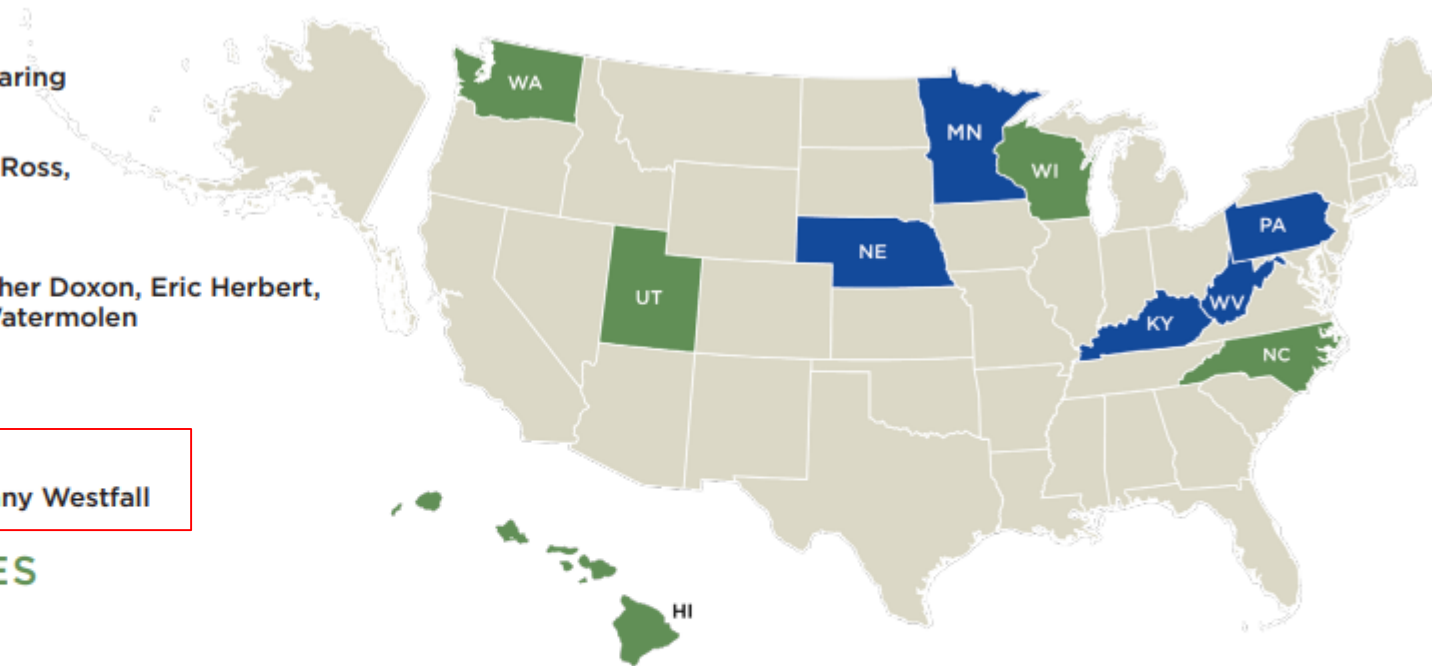 aring
Ross,
her Doxon, Eric Herbert,
Watermolen
ny Westfall
ES
WA
MN
WI
PA
NE
UT
WV
KY
NC
HI